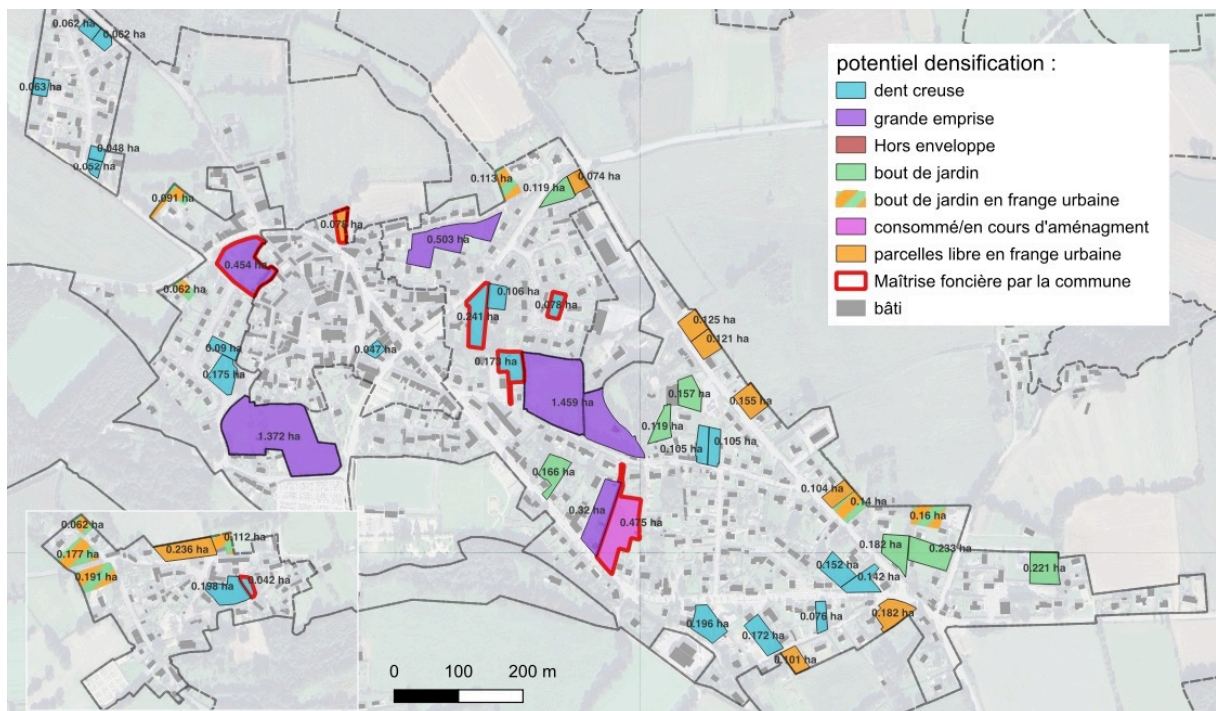 0.062 ha
0.062 ha
0.063 ha
0.048 ha
0.052 ha
0.091 ha
0.078 ha
0.454 ha
0.062 ha
0.09 ha
0.175 ha
1.372 ha
0.047 ha
0.503 ha
0.113 ha
0.119 ha
0.074 ha
0.106 ha
0.241 ha
0.078 ha
0.173 ha
1.459 ha
0.125 ha
0.121 ha
0.155 ha
0.157 ha
0.119 ha
0.105 ha
0.105 ha
0.166 ha
0.32 ha
0.475 ha
0.104 ha
0.14 ha
0.16 ha
0.182 ha
0.233 ha
0.221 ha
0.152 ha
0.142 ha
0.182 ha
0.076 ha
0.196 ha
0.172 ha
0.101 ha
potentiel densification :
dent creuse
grande emprise
Hors enveloppe
bout de jardin
bout de jardin en frange urbaine
consommé/en cours d'aménagment
parcelles libre en frange urbaine
Maîtrise foncière par la commune
bâti
0.062 ha
0.177 ha
0.191 ha
0.236 ha
0.112 ha
0.198 ha
0.042 ha
0 100 200 m